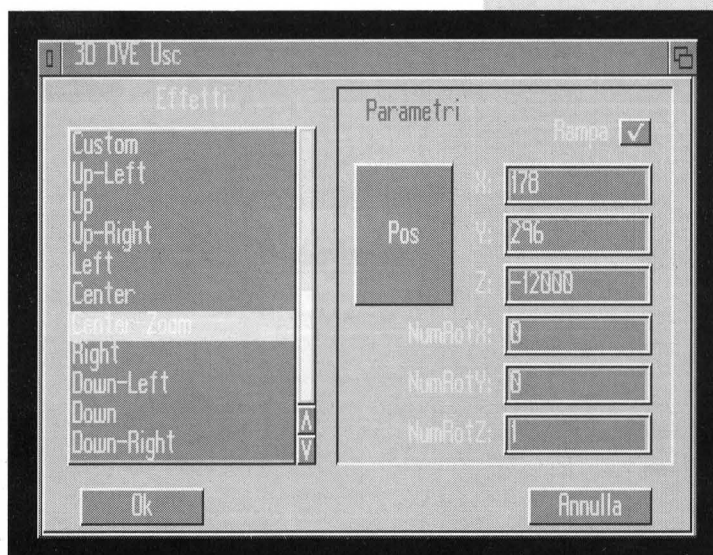 3D DVE Usc
Effetti
Custom
Up-Left
Up
Up-Right
Left
Center
Center-Zoom
Right
Down-Left
Down
Down-Right
Parametri
Rampa
Pos
X: 178
Y: 296
Z: -12000
NumRotX: 0
NumRotY: 0
NumRotZ: 1
Ok
Annulla